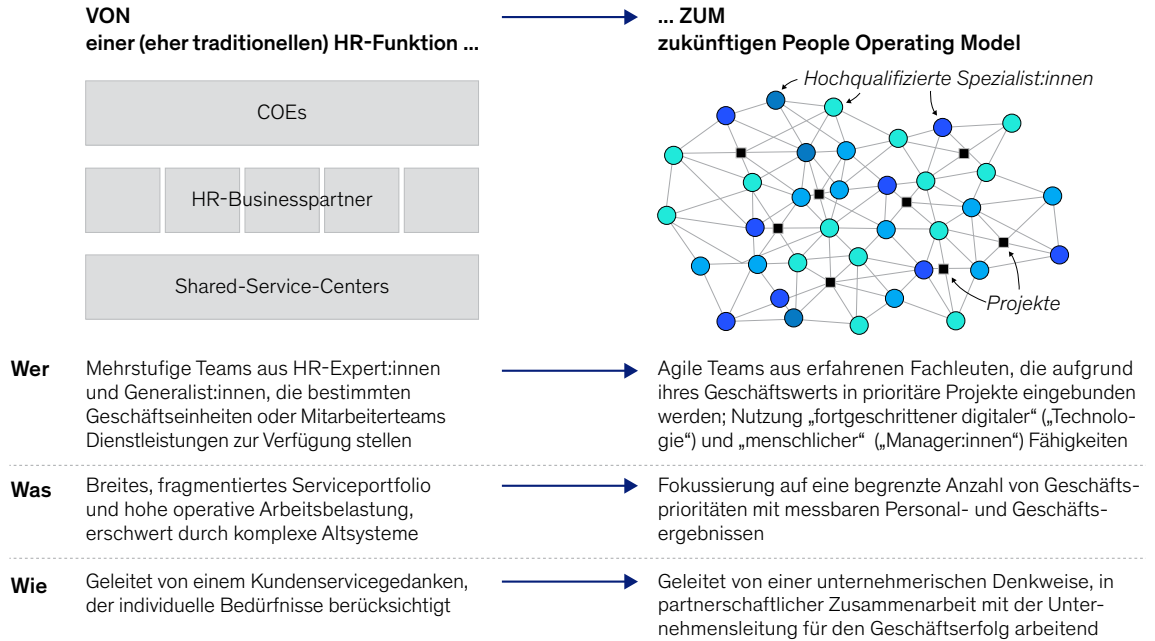 VON
einer (eher traditionellen) HR-Funktion ...
... ZUM
zukünftigen People Operating Model
COEs
HR-Businesspartner
Shared-Service-Centers
Hochqualifizierte Spezialist:innen
Projekte
Wer
Mehrstufige Teams aus HR-Expert:innen
und Generalist:innen, die bestimmten
Geschäftseinheiten oder Mitarbeiterteams
Dienstleistungen zur Verfügung stellen
Agile Teams aus erfahrenen Fachleuten, die aufgrund
ihres Geschäftswerts in prioritäre Projekte eingebunden
werden; Nutzung „fortgeschrittener digitaler“ („Technolo-
gie“) und „menschlicher“ („Manager:innen“) Fähigkeiten
Was
Breites, fragmentiertes Serviceportfolio
und hohe operative Arbeitsbelastung,
erschwert durch komplexe Altsysteme
Fokussierung auf eine begrenzte Anzahl von Geschäfts-
prioritäten mit messbaren Personal- und Geschäfts-
ergebnissen
Wie
Geleitet von einem Kundenservicegedanken,
der individuelle Bedürfnisse berücksichtigt
Geleitet von einer unternehmerischen Denkweise, in
partnerschaftlicher Zusammenarbeit mit der Unter-
nehmensleitung für den Geschäftserfolg arbeitend